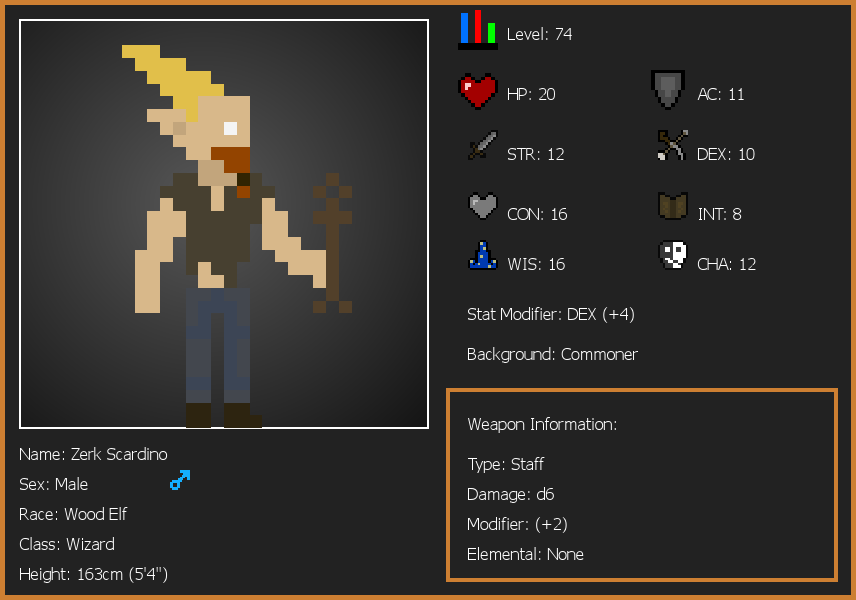 Level: 74
HP: 20
AC: 11
STR: 12
DEX: 10
CON: 16
INT: 8
WIS: 16
CHA: 12
Stat Modifier: DEX (+4)
Background: Commoner
Weapon Information:
Type: Staff
Damage: d6
Modifier: (+2)
Elemental: None
Name: Zerk Scardino
Sex: Male
Race: Wood Elf
Class: Wizard
Height: 163cm (5'4")